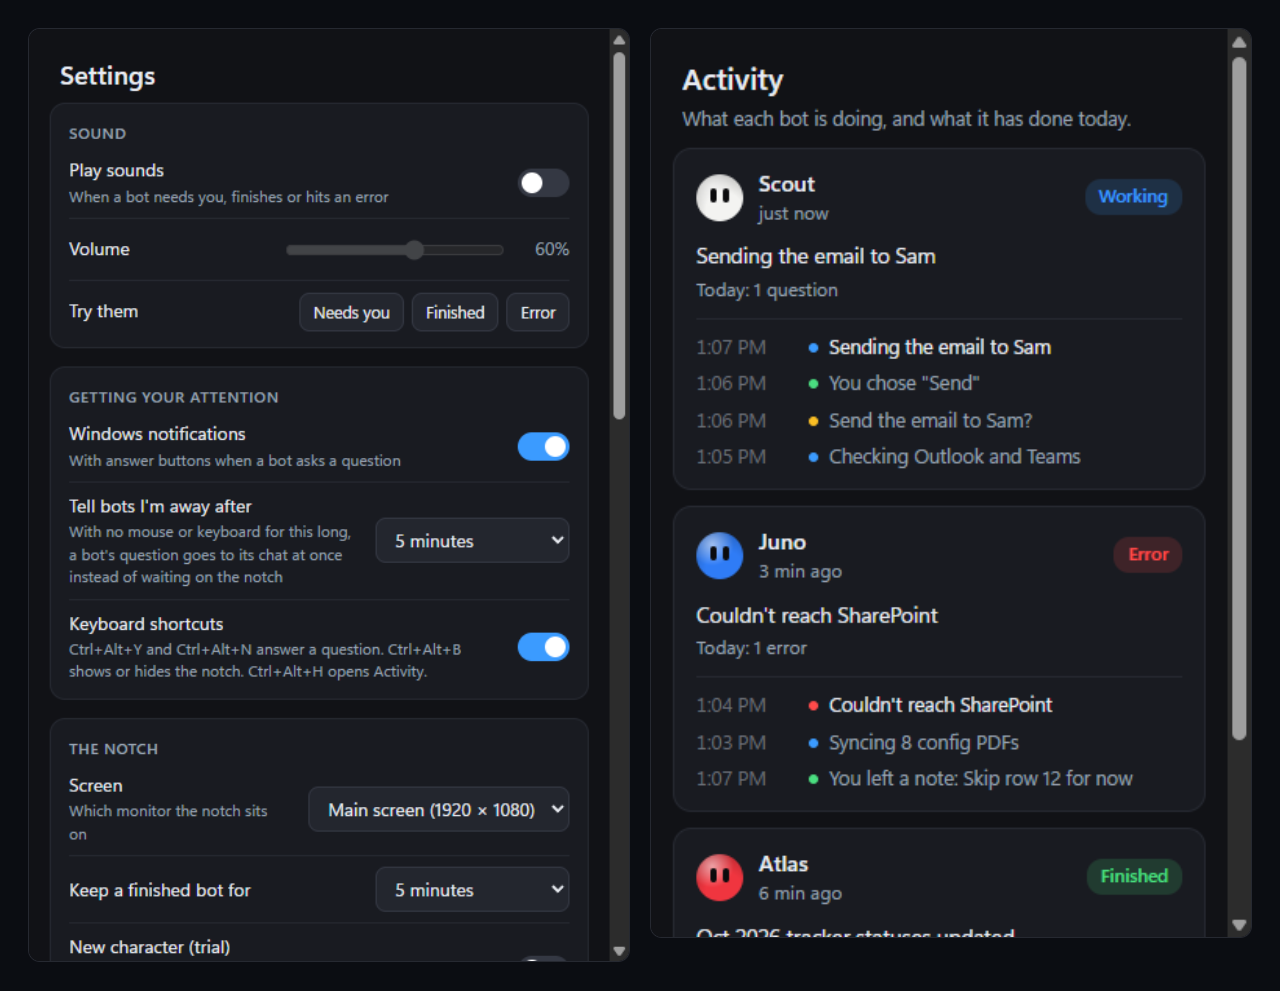 Settings
SOUND
Play sounds
When a bot needs you, finishes or hits an error
Volume
60%
Try them
Needs you
Finished
Error
GETTING YOUR ATTENTION
Windows notifications
With answer buttons when a bot asks a question
Tell bots I'm away after
With no mouse or keyboard for this long,
a bot's question goes to its chat at once
instead of waiting on the notch
5 minutes
Keyboard shortcuts
Ctrl+Alt+Y and Ctrl+Alt+N answer a question. Ctrl+Alt+B
shows or hides the notch. Ctrl+Alt+H opens Activity.
THE NOTCH
Screen
Which monitor the notch sits
on
Main screen (1920 × 1080)
Keep a finished bot for
5 minutes
New character (trial)
Activity
What each bot is doing, and what it has done today.
Scout
just now
Working
Sending the email to Sam
Today: 1 question
1:07 PM Sending the email to Sam
1:06 PM You chose "Send"
1:06 PM Send the email to Sam?
1:05 PM Checking Outlook and Teams
Juno
3 min ago
Error
Couldn't reach SharePoint
Today: 1 error
1:04 PM Couldn't reach SharePoint
1:03 PM Syncing 8 config PDFs
1:07 PM You left a note: Skip row 12 for now
Atlas
6 min ago
Finished
Oct 2026 tracker statuses updated